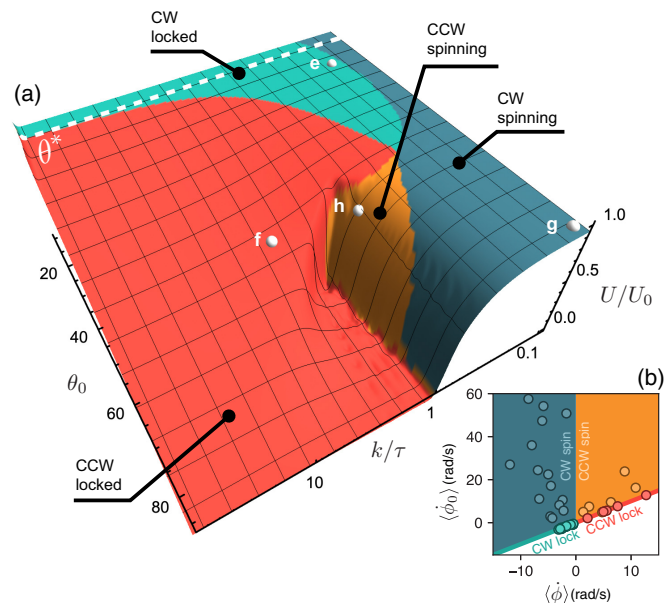 CW
locked
CCW
spinning
(a)
e
CW
spinning
θ*
h
f
g
1.0
0.5
U/U₀
0.0
20
40
θ₀
60
80
0.1
1
k/τ
10
CCW
locked
(b)
60
40
20
0
⟨ϕ̇₀⟩ (rad/s)
CW spin
CCW spin
CW lock
CCW lock
−10
0
10
⟨ϕ̇⟩ (rad/s)